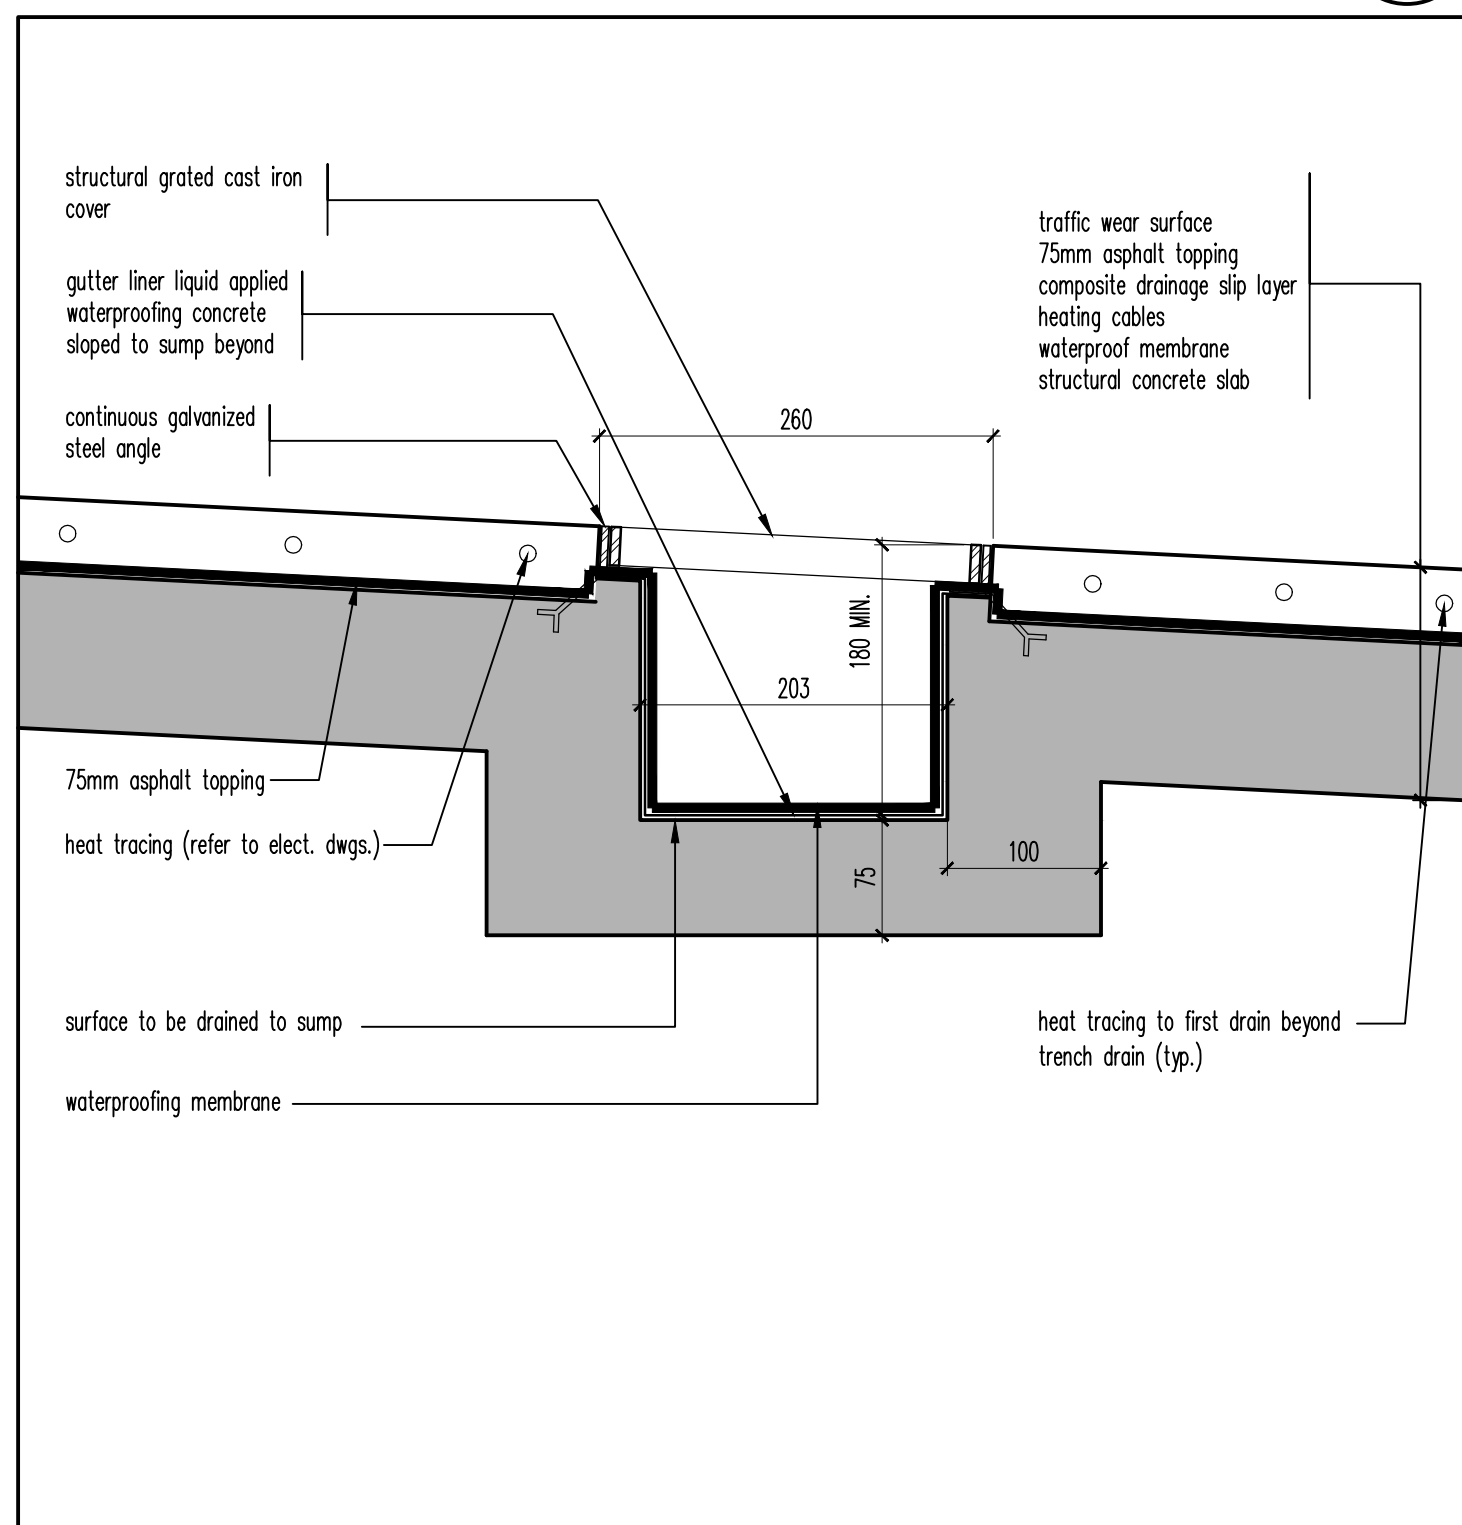 structural grated cast iron
cover
gutter liner liquid applied
waterproofing concrete
sloped to sump beyond
continuous galvanized
steel angle
traffic wear surface
75mm asphalt topping
composite drainage slip layer
heating cables
waterproof membrane
structural concrete slab
260
180 MIN.
203
75mm asphalt topping
heat tracing (refer to elect. dwgs.)
100
75
surface to be drained to sump
waterproofing membrane
heat tracing to first drain beyond
trench drain (typ.)